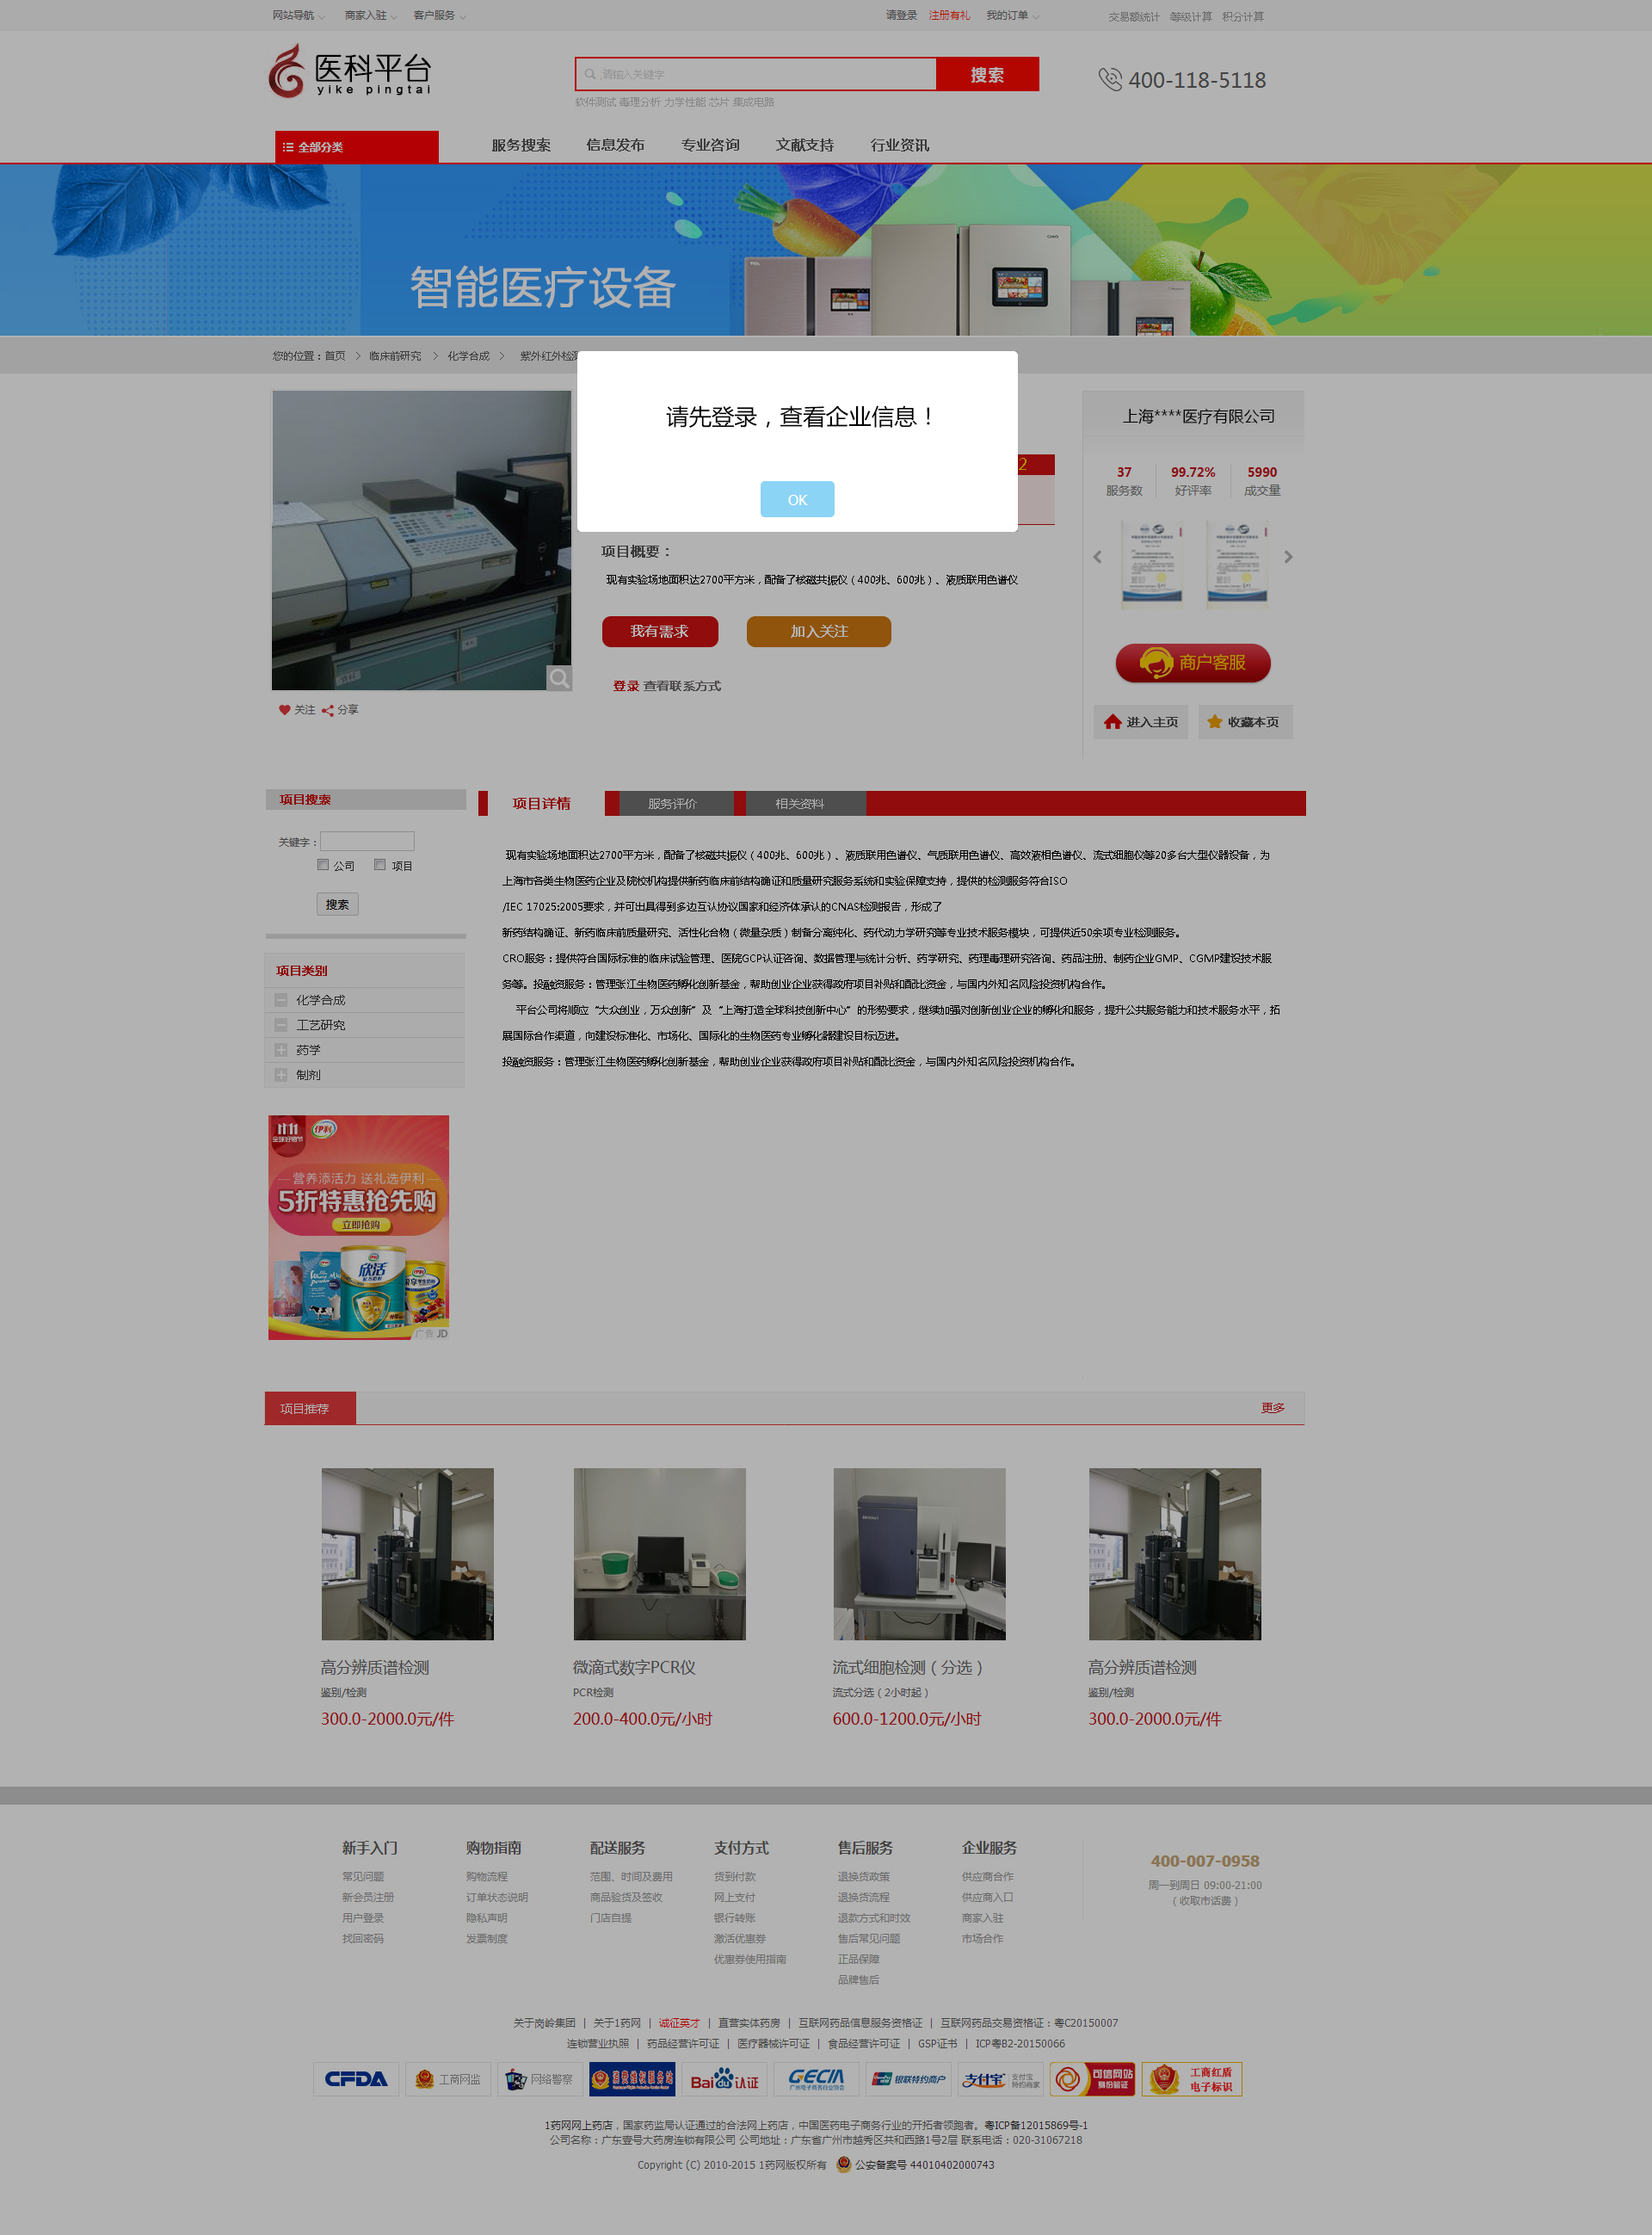 网站导航 商家入驻 客户服务 请登录 注册有礼 我的订单 交易额统计 等级计算 积分计算
医科平台
yike pingtai
请输入关键字 搜索
400-118-5118
软件测试 毒理分析 力学性能 芯片 集成电路
全部分类 服务搜索 信息发布 专业咨询 文献支持 行业资讯
智能医疗设备
您的位置：首页 > 临床前研究 > 化学合成 > 紫外红外检测
请先登录，查看企业信息！
OK
2
上海****医疗有限公司
37 99.72% 5990
服务数 好评率 成交量
项目概要：
现有实验场地面积达2700平方米，配备了核磁共振仪（400兆、600兆）、液质联用色谱仪
我有需求 加入关注
商户客服
登录 查看联系方式
关注 分享
进入主页 收藏本页
项目搜索
关键字：
公司 项目
搜索
项目类别
化学合成
工艺研究
药学
制剂
项目详情 服务评价 相关资料
现有实验场地面积达2700平方米，配备了核磁共振仪（400兆、600兆）、液质联用色谱仪、气质联用色谱仪、高效液相色谱仪、流式细胞仪等20多台大型仪器设备，为
上海市各类生物医药企业及院校机构提供新药临床前结构确证和质量研究服务系统和实验保障支持，提供的检测服务符合ISO
/IEC 17025:2005要求，并可出具得到多边互认协议国家和经济体承认的CNAS检测报告，形成了
新药结构确证、新药临床前质量研究、活性化合物（微量杂质）制备分离纯化、药代动力学研究等专业技术服务模块，可提供近50余项专业检测服务。
CRO服务：提供符合国际标准的临床试验管理、医院GCP认证咨询、数据管理与统计分析、药学研究、药理毒理研究咨询、药品注册、制药企业GMP、CGMP建设技术服
务等。投融资服务：管理张江生物医药孵化创新基金，帮助创业企业获得政府项目补贴和配比资金，与国内外知名风险投资机构合作。
平台公司将顺应“大众创业，万众创新”及“上海打造全球科技创新中心”的形势要求，继续加强对创新创业企业的孵化和服务，提升公共服务能力和技术服务水平，拓
展国际合作渠道，向建设标准化、市场化、国际化的生物医药专业孵化器建设目标迈进。
投融资服务：管理张江生物医药孵化创新基金，帮助创业企业获得政府项目补贴和配比资金，与国内外知名风险投资机构合作。
11.11 伊利
营养添活力 送礼选伊利
5折特惠抢先购
立即抢购
欣活
广告 JD
项目推荐 更多
高分辨质谱检测
鉴别/检测
300.0-2000.0元/件
微滴式数字PCR仪
PCR检测
200.0-400.0元/小时
流式细胞检测（分选）
流式分选（2小时起）
600.0-1200.0元/小时
高分辨质谱检测
鉴别/检测
300.0-2000.0元/件
新手入门
常见问题
新会员注册
用户登录
找回密码
购物指南
购物流程
订单状态说明
隐私声明
发票制度
配送服务
范围、时间及费用
商品验货及签收
门店自提
支付方式
货到付款
网上支付
银行转账
激活优惠券
优惠券使用指南
售后服务
退换货政策
退换货流程
退款方式和时效
售后常见问题
正品保障
品牌售后
企业服务
供应商合作
供应商入口
商家入驻
市场合作
400-007-0958
周一到周日 09:00-21:00
（收取市话费）
关于岗岭集团 | 关于1药网 | 诚征英才 | 直营实体药房 | 互联网药品信息服务资格证 | 互联网药品交易资格证：粤C20150007
连锁营业执照 | 药品经营许可证 | 医疗器械许可证 | 食品经营许可证 | GSP证书 | ICP粤B2-20150066
CFDA 工商网监 网络警察 消费维权服务站 Baidu认证 GECIA 广州电子商务行业协会 银联特约商户 支付宝 支付宝特约商家 可信网站 身份验证 工商红盾 电子标识
1药网网上药店，国家药监局认证通过的合法网上药店，中国医药电子商务行业的开拓者领跑者。粤ICP备12015869号-1
公司名称：广东壹号大药房连锁有限公司 公司地址：广东省广州市越秀区共和西路1号2层 联系电话：020-31067218
Copyright (C) 2010-2015 1药网版权所有 公安备案号 44010402000743